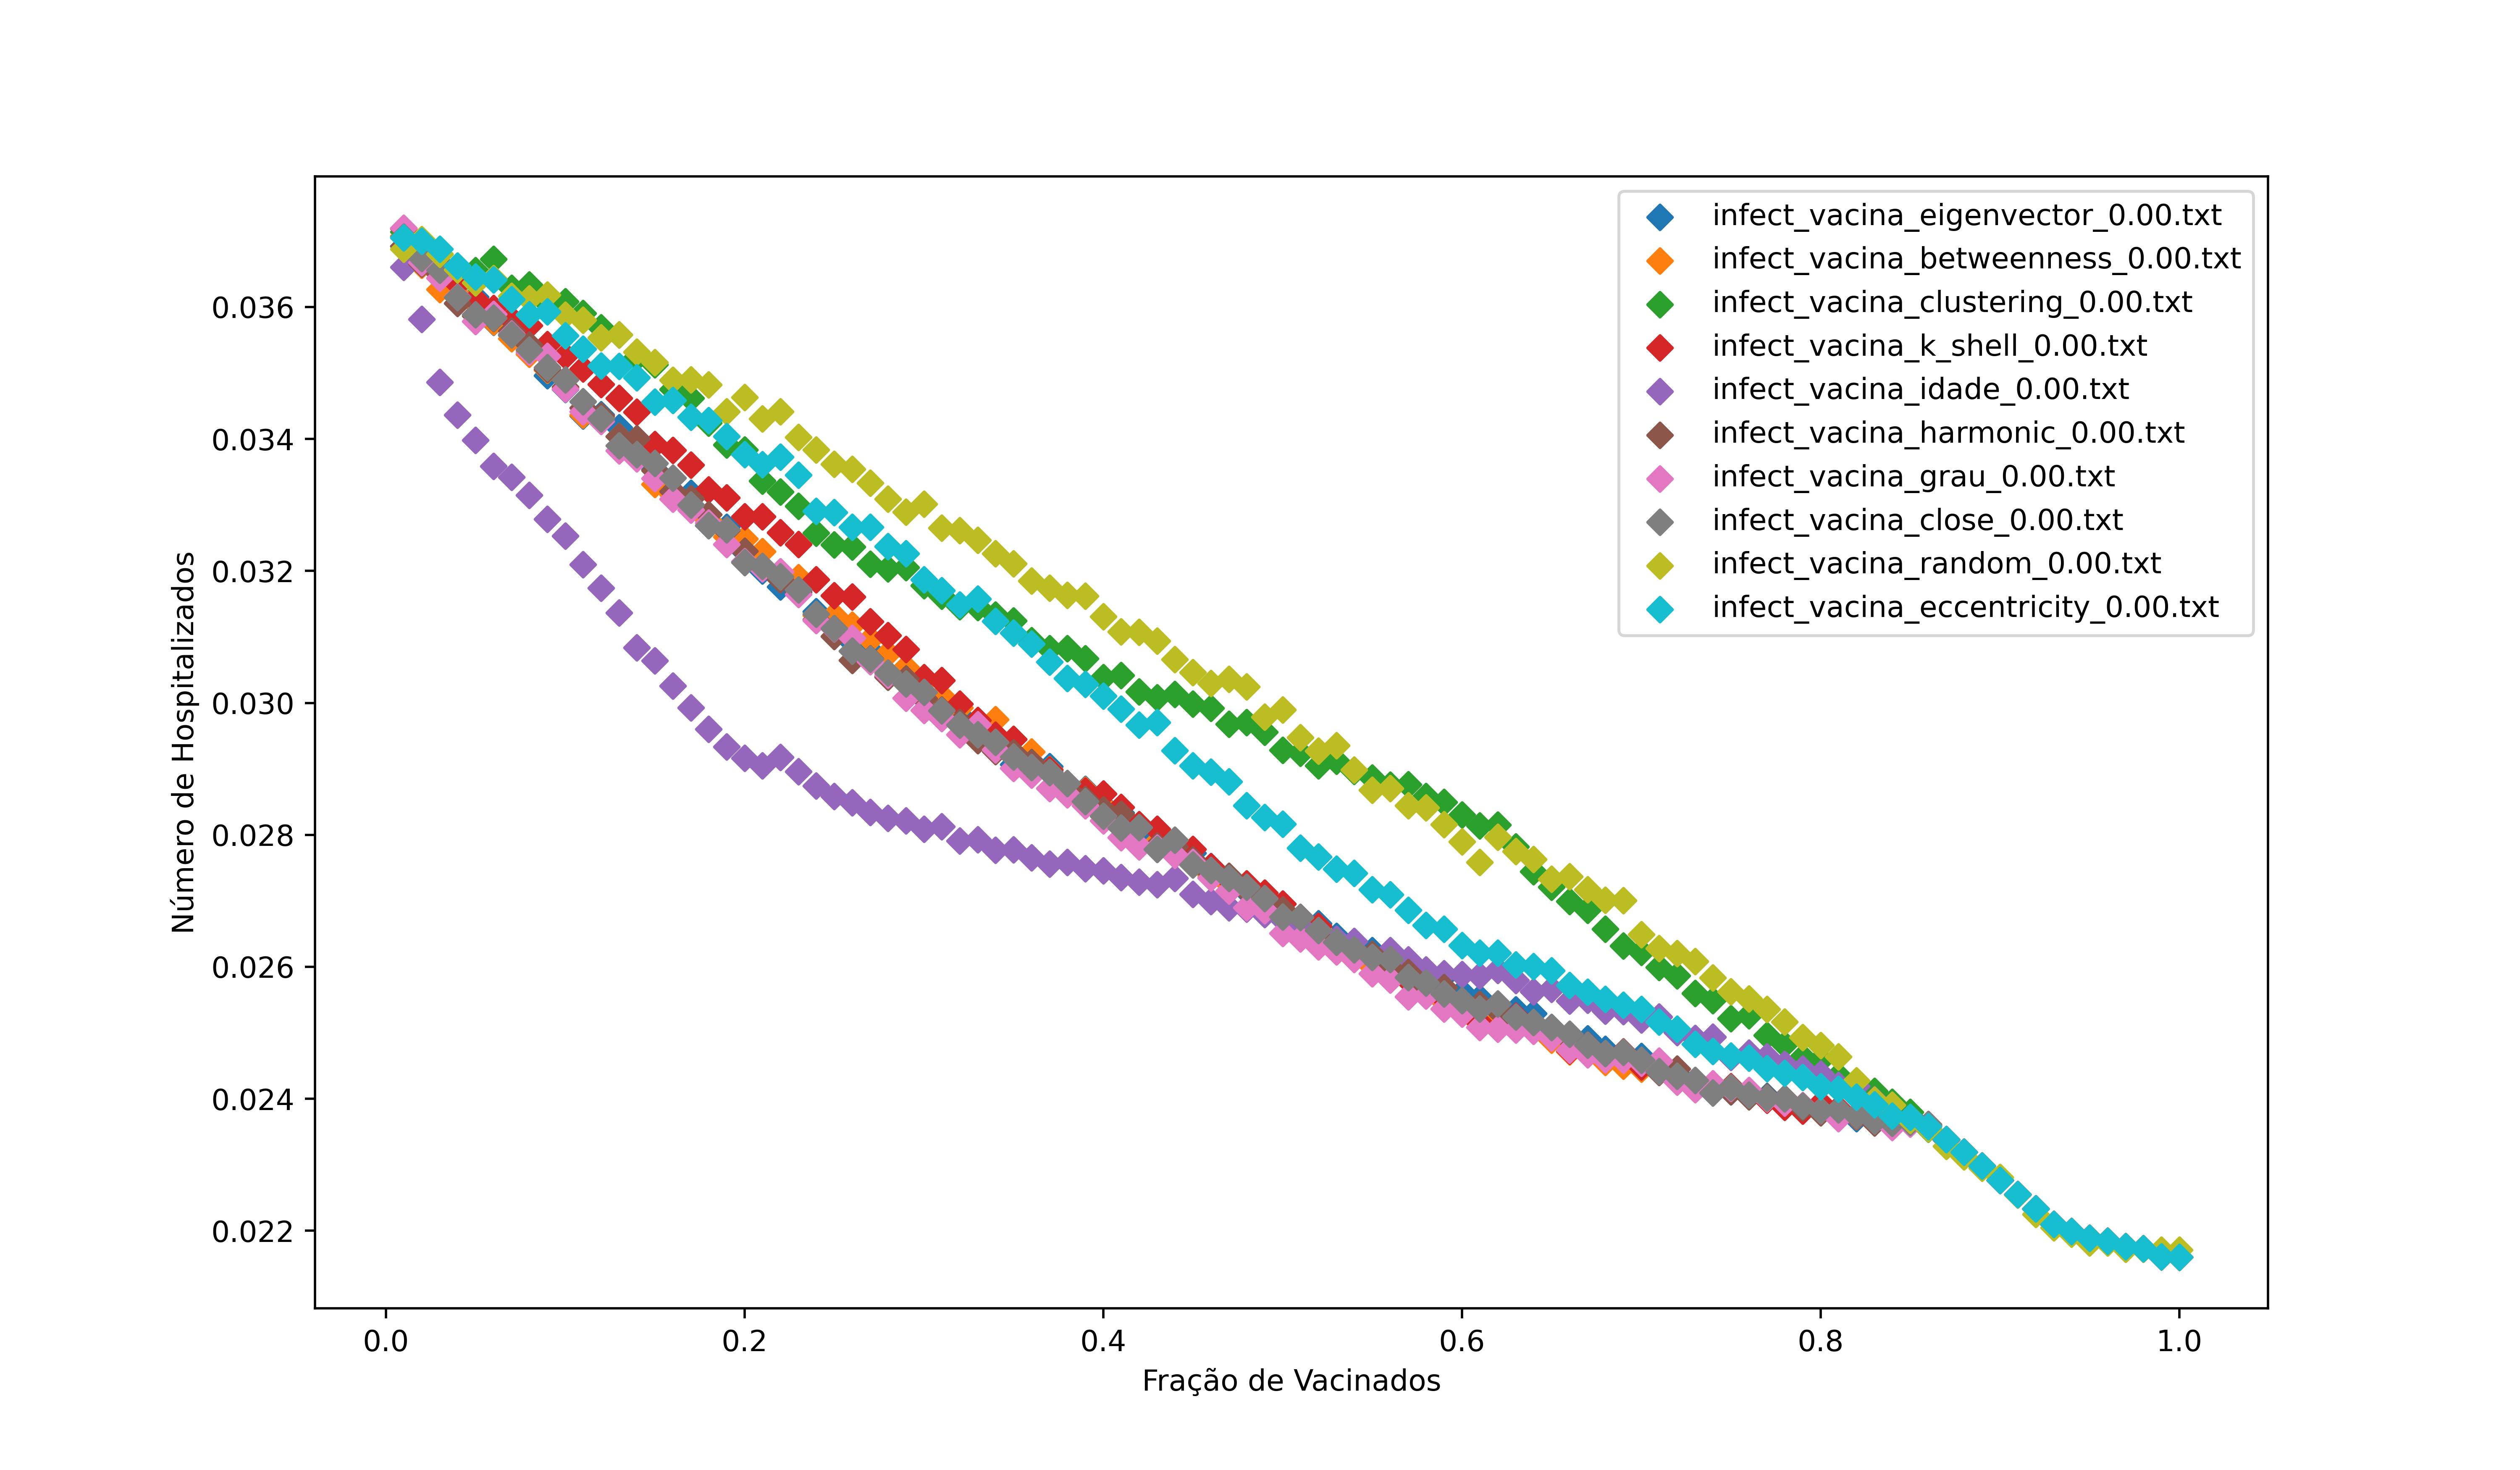 infect_vacina_eigenvector_0.00.txt
infect_vacina_betweenness_0.00.txt
infect_vacina_clustering_0.00.txt
infect_vacina_k_shell_0.00.txt
infect_vacina_idade_0.00.txt
infect_vacina_harmonic_0.00.txt
infect_vacina_grau_0.00.txt
infect_vacina_close_0.00.txt
infect_vacina_random_0.00.txt
infect_vacina_eccentricity_0.00.txt
Número de Hospitalizados
0.036
0.034
0.032
0.030
0.028
0.026
0.024
0.022
0.0 0.2 0.4 0.6 0.8 1.0
Fração de Vacinados